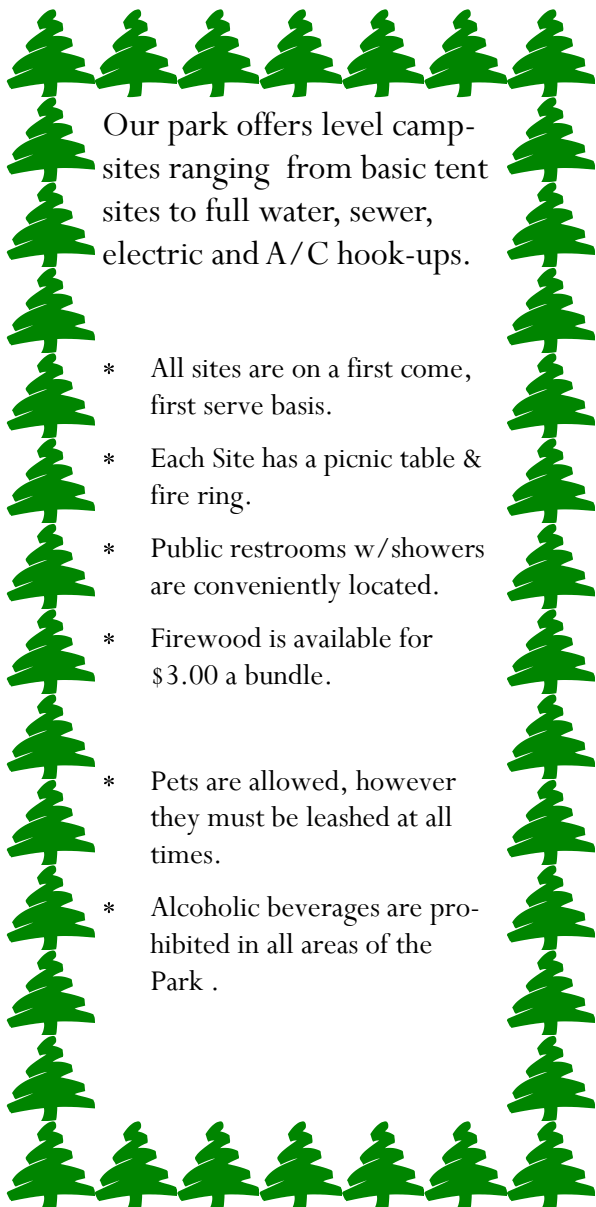 Our park offers level camp-
sites ranging  from basic tent
sites to full water, sewer,
electric and A/C hook-ups.
* All sites are on a first come,
first serve basis.
* Each Site has a picnic table &
fire ring.
* Public restrooms w/showers
are conveniently located.
* Firewood is available for
$3.00 a bundle.
* Pets are allowed, however
they must be leashed at all
times.
* Alcoholic beverages are pro-
hibited in all areas of the
Park .